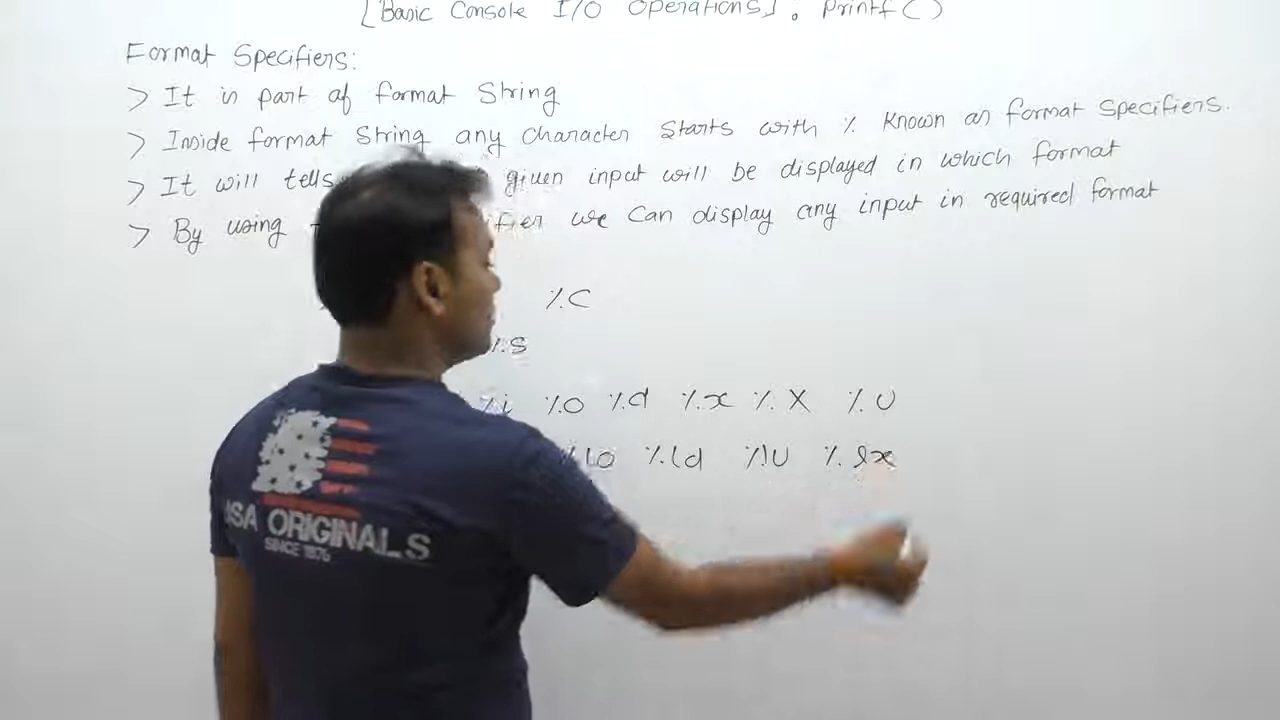 [Basic Console I/O Operations] : Printf()
Format Specifiers:
> It is part of format String
> Inside format String any character starts with % Known as format specifiers.
> It will tells given input will be displayed in which format
> By using we can display any input in required format
%c
%s
%i %o %d %x %X %u
%lo %ld %lu %lx
USA ORIGINALS
SINCE 1876